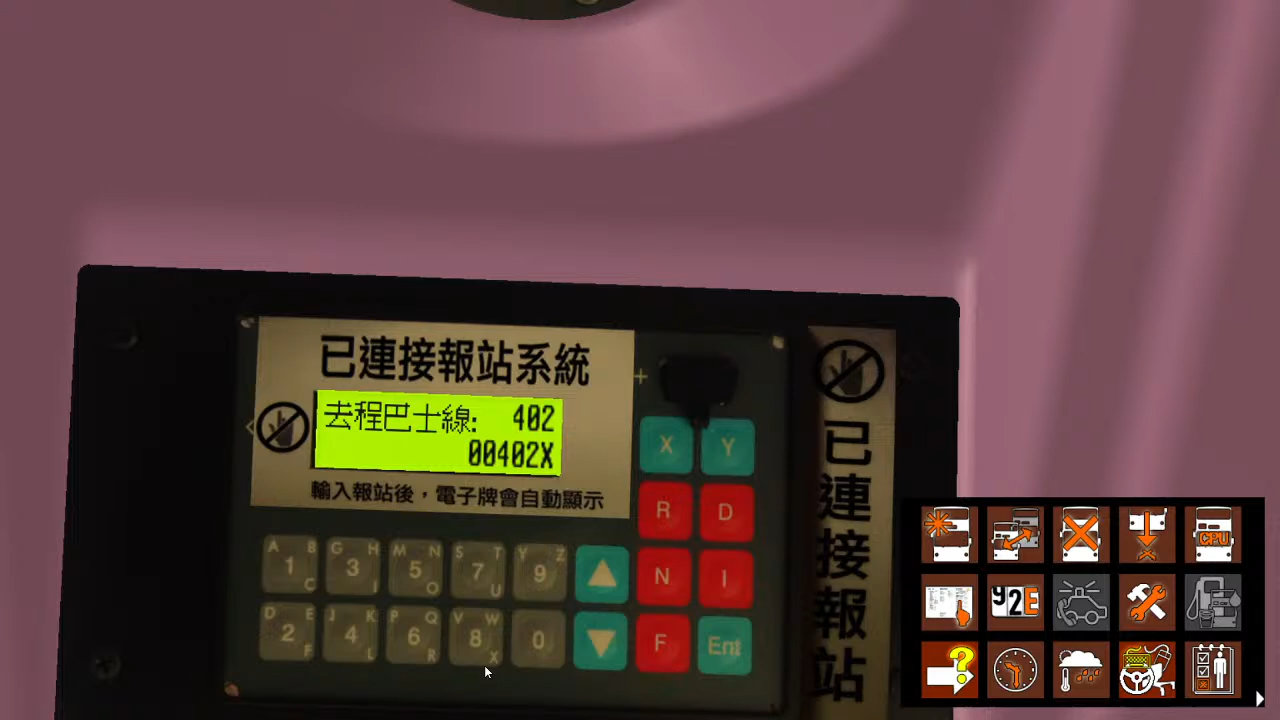 已連接報站系統
去程巴士線: 402
00402X
輸入報站後，電子牌會自動顯示
X Y
R D
N I
F Ent
A B 1 C
G H 3 I
M N 5 O
S T 7 U
Y Z 9
D E 2 F
J K 4 L
P Q 6 R
V W 8 X
0
已連接報站
CPU
92E
?